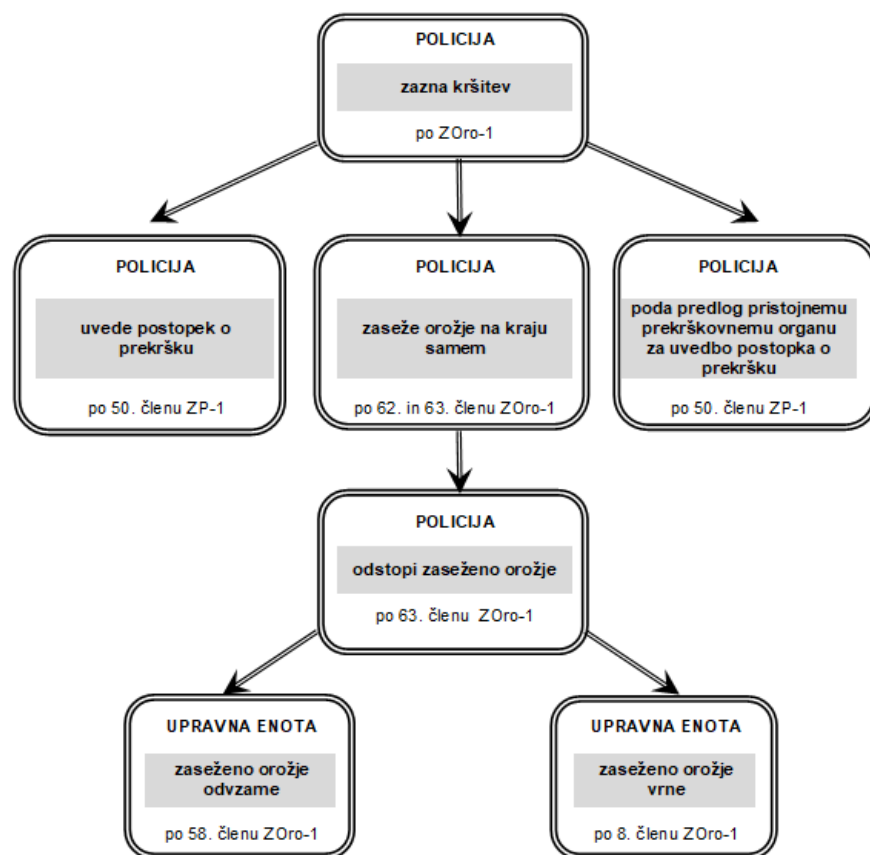 POLICIJA
zazna kršitev
po ZOro-1
POLICIJA
uvede postopek o
prekršku
po 50. členu ZP-1
POLICIJA
zaseže orožje na kraju
samem
po 62. in 63. členu ZOro-1
POLICIJA
poda predlog pristojnemu
prekrškovnemu organu
za uvedbo postopka o
prekršku
po 50. členu ZP-1
POLICIJA
odstopi zaseženo orožje
po 63. členu ZOro-1
UPRAVNA ENOTA
zaseženo orožje
odvzame
po 58. členu ZOro-1
UPRAVNA ENOTA
zaseženo orožje
vrne
po 8. členu ZOro-1